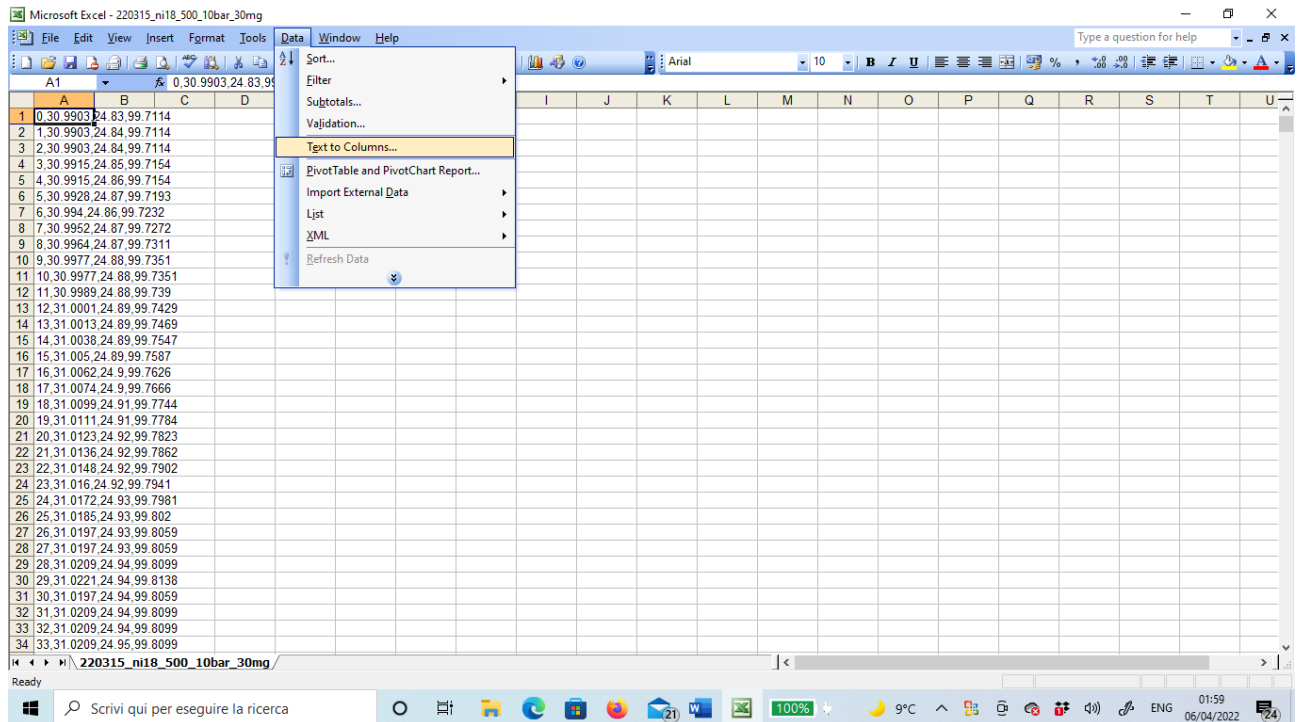 Microsoft Excel - 220315_ni18_500_10bar_30mg
File Edit View Insert Format Tools Data Window Help Type a question for help
Arial 10 B I U
A1 fx 0,30.9903,24.83,99
Sort...
Filter
Subtotals...
Validation...
Text to Columns...
PivotTable and PivotChart Report...
Import External Data
List
XML
Refresh Data
A B C D I J K L M N O P Q R S T U
1 0,30.9903,24.83,99.7114
2 1,30.9903,24.84,99.7114
3 2,30.9903,24.84,99.7114
4 3,30.9915,24.85,99.7154
5 4,30.9915,24.86,99.7154
6 5,30.9928,24.87,99.7193
7 6,30.994,24.86,99.7232
8 7,30.9952,24.87,99.7272
9 8,30.9964,24.87,99.7311
10 9,30.9977,24.88,99.7351
11 10,30.9977,24.88,99.7351
12 11,30.9989,24.88,99.739
13 12,31.0001,24.89,99.7429
14 13,31.0013,24.89,99.7469
15 14,31.0038,24.89,99.7547
16 15,31.005,24.89,99.7587
17 16,31.0062,24.9,99.7626
18 17,31.0074,24.9,99.7666
19 18,31.0099,24.91,99.7744
20 19,31.0111,24.91,99.7784
21 20,31.0123,24.92,99.7823
22 21,31.0136,24.92,99.7862
23 22,31.0148,24.92,99.7902
24 23,31.016,24.92,99.7941
25 24,31.0172,24.93,99.7981
26 25,31.0185,24.93,99.802
27 26,31.0197,24.93,99.8059
28 27,31.0197,24.93,99.8059
29 28,31.0209,24.94,99.8099
30 29,31.0221,24.94,99.8138
31 30,31.0197,24.94,99.8059
32 31,31.0209,24.94,99.8099
33 32,31.0209,24.94,99.8099
34 33,31.0209,24.95,99.8099
220315_ni18_500_10bar_30mg
Ready
Scrivi qui per eseguire la ricerca 21 100% 9°C ENG 01:59
06/04/2022 24